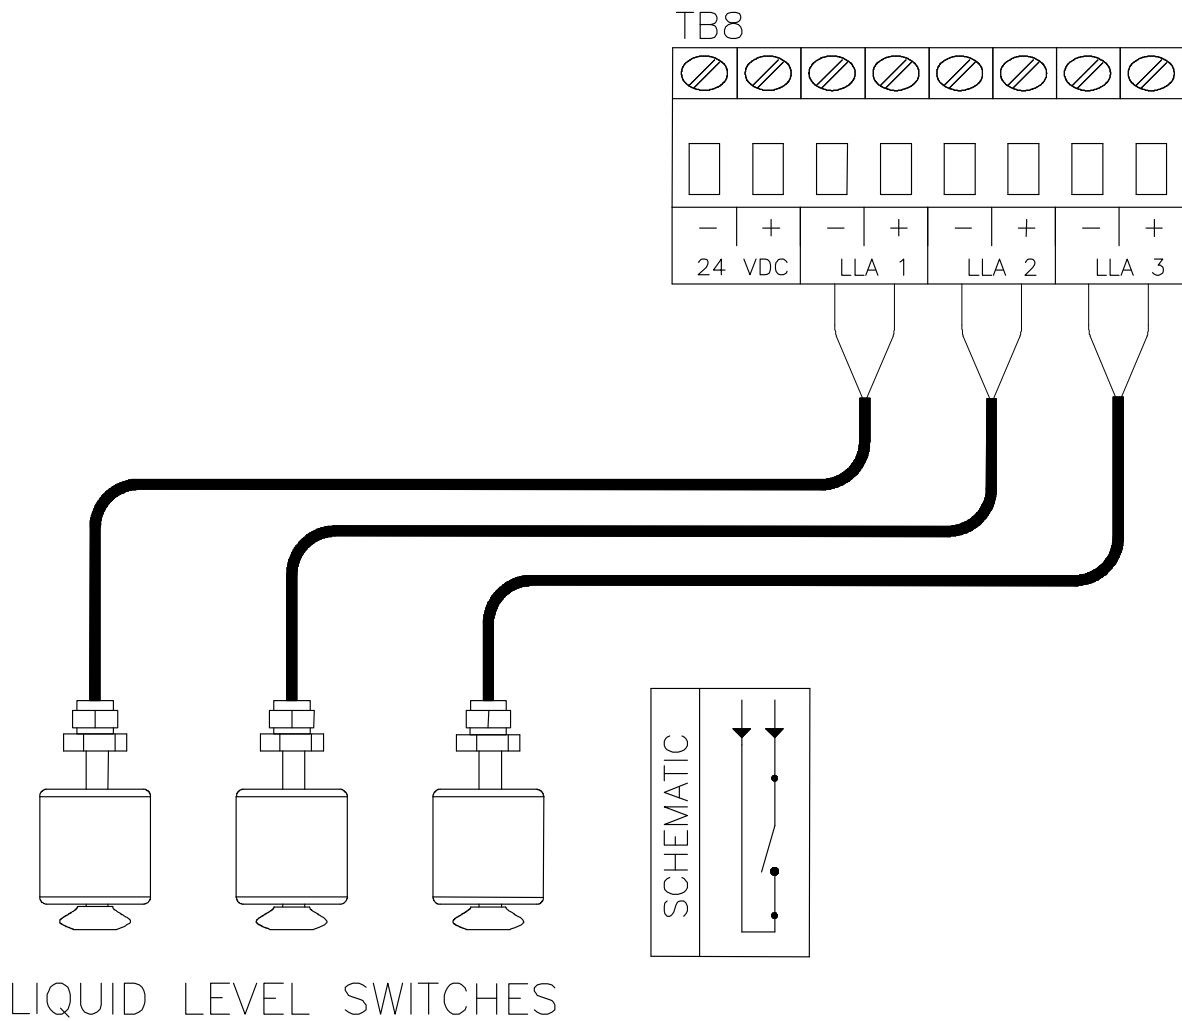 TB8
- + - + - + - +
24 VDC LLA 1 LLA 2 LLA 3
SCHEMATIC
LIQUID LEVEL SWITCHES